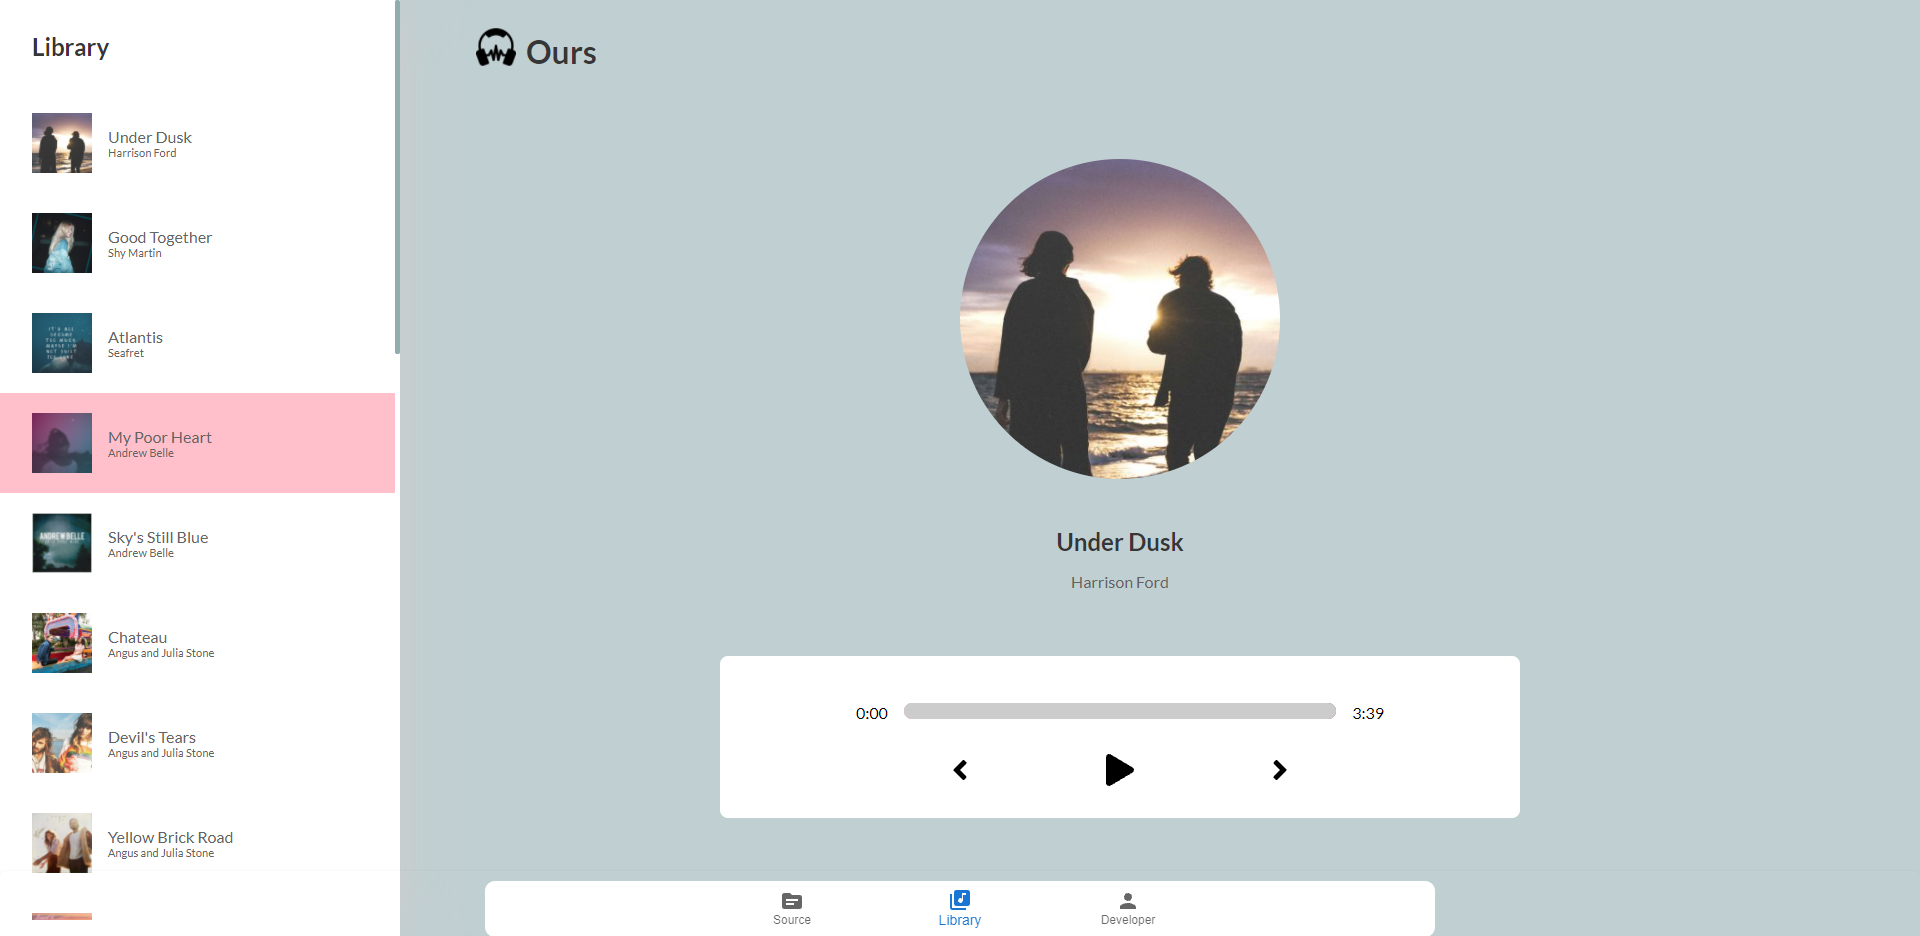 Library
Under Dusk
Harrison Ford
Good Together
Shy Martin
Atlantis
Seafret
My Poor Heart
Andrew Belle
ANDREW BELLE
Sky's Still Blue
Andrew Belle
Chateau
Angus and Julia Stone
Devil's Tears
Angus and Julia Stone
Yellow Brick Road
Angus and Julia Stone
Ours
Under Dusk
Harrison Ford
0:00
3:39
Source
Library
Developer